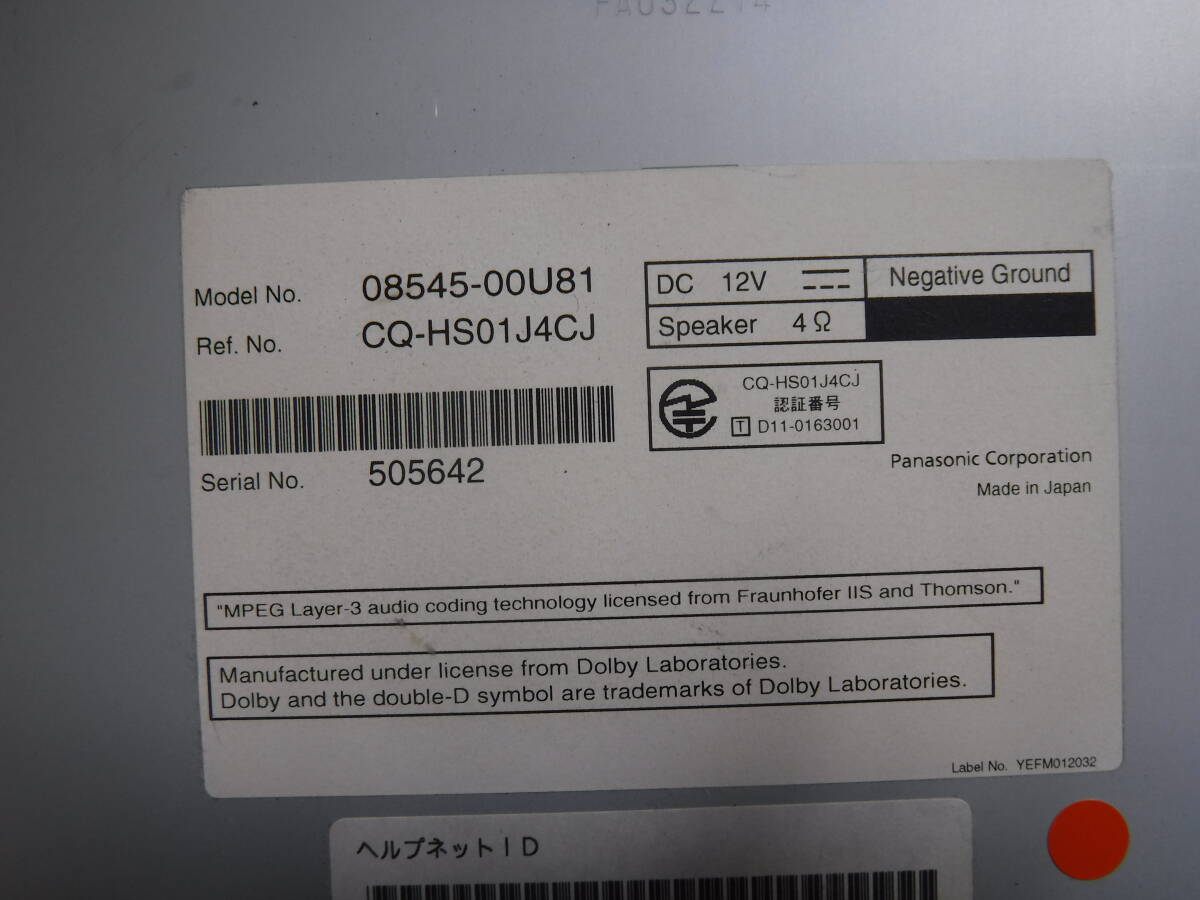 FA032214
Model No. 08545-00U81
Ref. No. CQ-HS01J4CJ
Serial No. 505642
DC 12V Negative Ground
Speaker 4Ω
CQ-HS01J4CJ
認証番号
T D11-0163001
Panasonic Corporation
Made in Japan
"MPEG Layer-3 audio coding technology licensed from Fraunhofer IIS and Thomson."
Manufactured under license from Dolby Laboratories.
Dolby and the double-D symbol are trademarks of Dolby Laboratories.
Label No. YEFM012032
ヘルプネットID